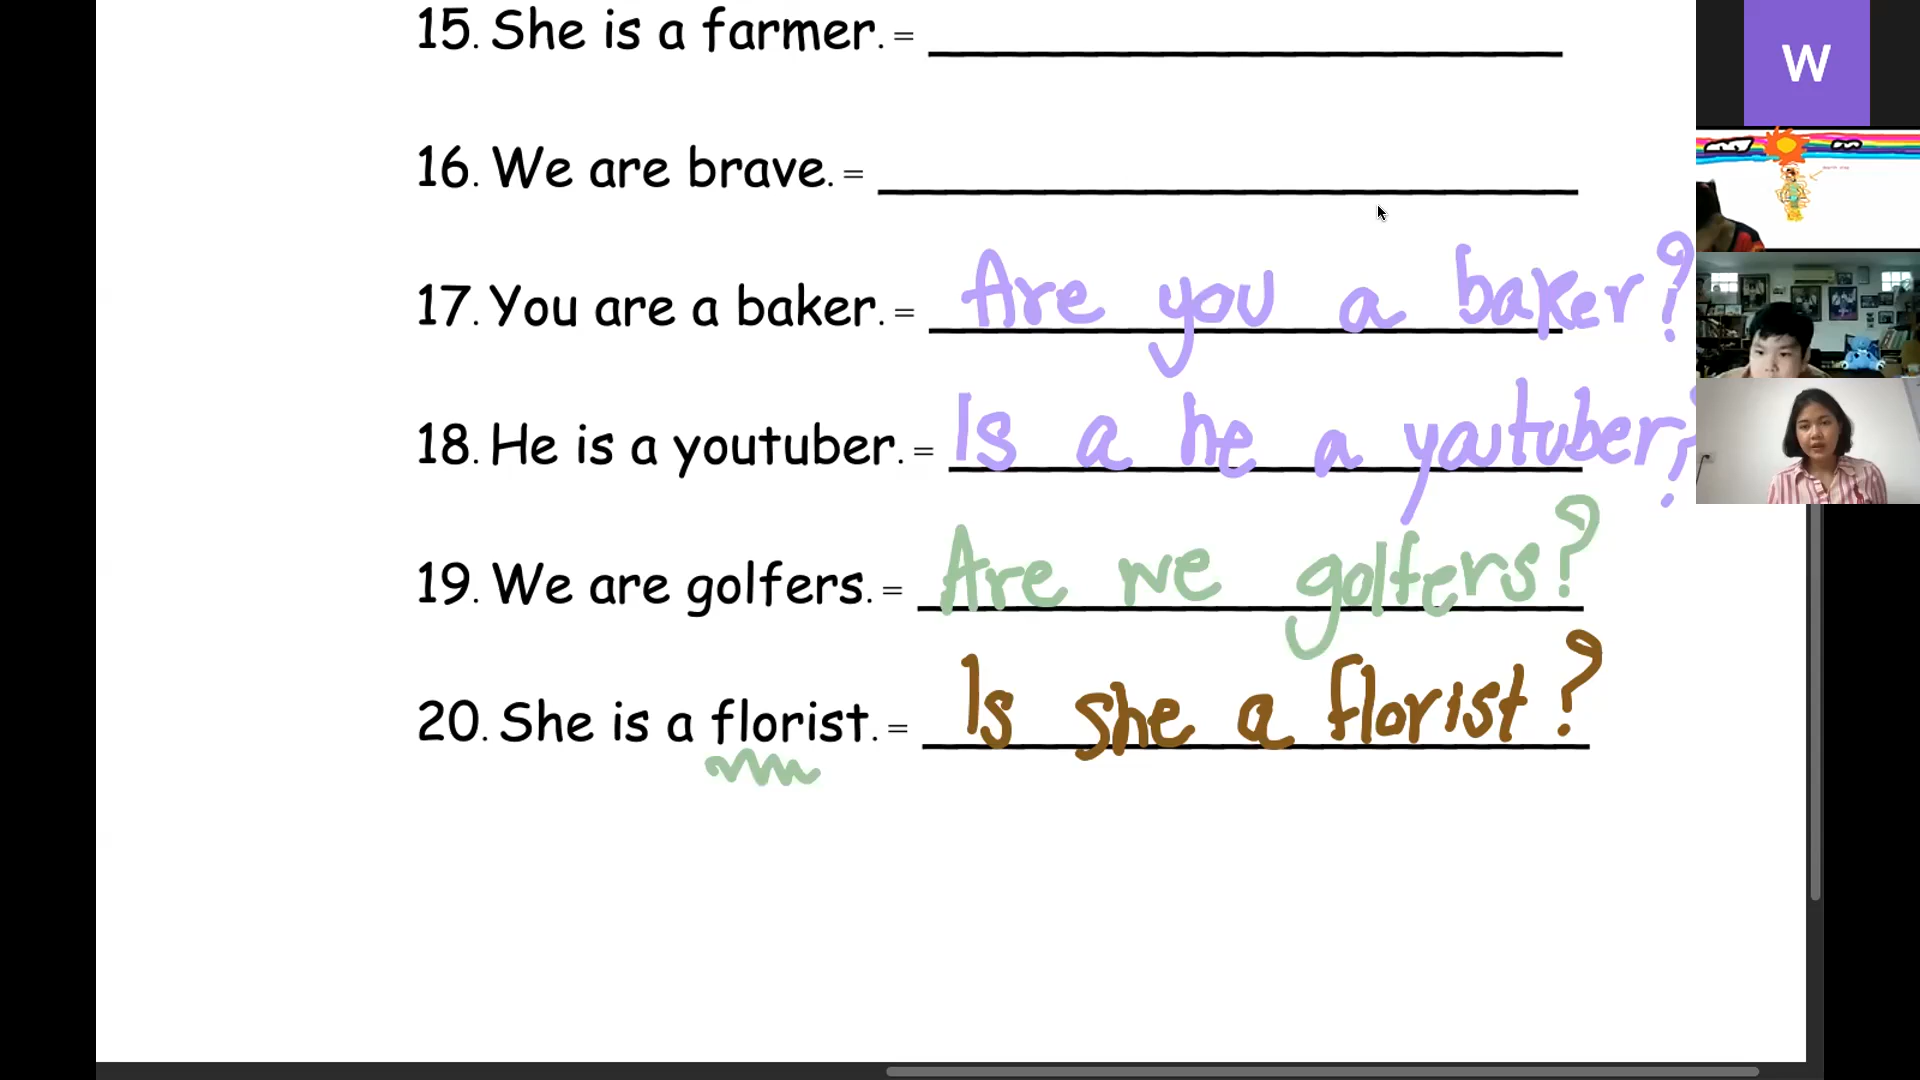 15. She is a farmer. =
16. We are brave. =
17. You are a baker. = Are you a baker?
18. He is a youtuber. = Is a he a youtuber?
19. We are golfers. = Are we golfers?
20. She is a florist. = Is she a florist?
W